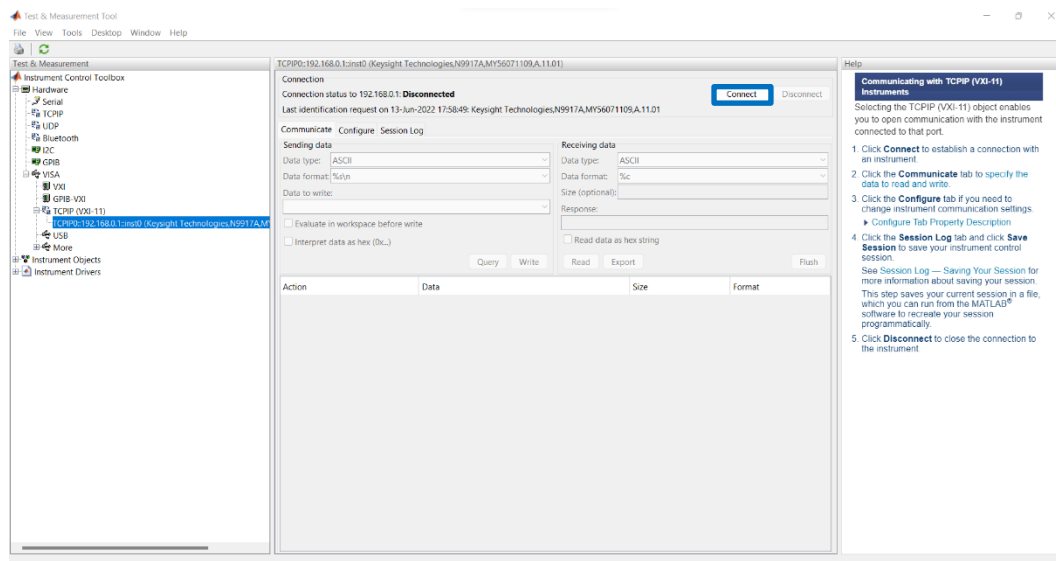 Test & Measurement Tool
File View Tools Desktop Window Help
Test & Measurement
Instrument Control Toolbox
Hardware
Serial
TCPIP
UDP
Bluetooth
I2C
GPIB
VISA
VXI
GPIB-VXI
TCPIP (VXI-11)
TCPIP0::192.168.0.1::inst0 (Keysight Technologies,N9917A,MY
USB
More
Instrument Objects
Instrument Drivers
TCPIP0::192.168.0.1::inst0 (Keysight Technologies,N9917A,MY56071109,A.11.01)
Connection
Connection status to 192.168.0.1: Disconnected
Connect Disconnect
Last identification request on 13-Jun-2022 17:58:49: Keysight Technologies,N9917A,MY56071109,A.11.01
Communicate Configure Session Log
Sending data
Data type: ASCII
Data format: %s\n
Data to write:
Evaluate in workspace before write
Interpret data as hex (0x...)
Query Write
Receiving data
Data type: ASCII
Data format: %c
Size (optional):
Response:
Read data as hex string
Read Export Flush
Action Data Size Format
Help
Communicating with TCPIP (VXI-11)
Instruments
Selecting the TCPIP (VXI-11) object enables
you to open communication with the instrument
connected to that port.
1. Click Connect to establish a connection with
an instrument.
2. Click the Communicate tab to specify the
data to read and write.
3. Click the Configure tab if you need to
change instrument communication settings.
▶ Configure Tab Property Description
4. Click the Session Log tab and click Save
Session to save your instrument control
session.
See Session Log — Saving Your Session for
more information about saving your session.
This step saves your current session in a file,
which you can run from the MATLAB®
software to recreate your session
programmatically.
5. Click Disconnect to close the connection to
the instrument